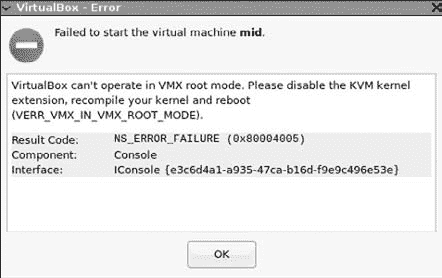 VirtualBox - Error
Failed to start the virtual machine mid.
VirtualBox can't operate in VMX root mode. Please disable the KVM kernel
extension, recompile your kernel and reboot
(VERR_VMX_IN_VMX_ROOT_MODE).
Result Code: NS_ERROR_FAILURE (0x80004005)
Component: Console
Interface: IConsole {e3c6d4a1-a935-47ca-b16d-f9e9c496e53e}
OK